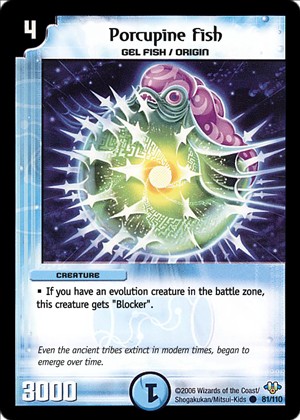 4
Porcupine Fish
GEL FISH / ORIGIN
CREATURE
• If you have an evolution creature in the battle zone,
this creature gets "Blocker".
Even the ancient tribes extinct in modern times, began to
emerge over time.
3000
1
©2006 Wizards of the Coast/
Shogakukan/Mitsui-Kids ● 81/110